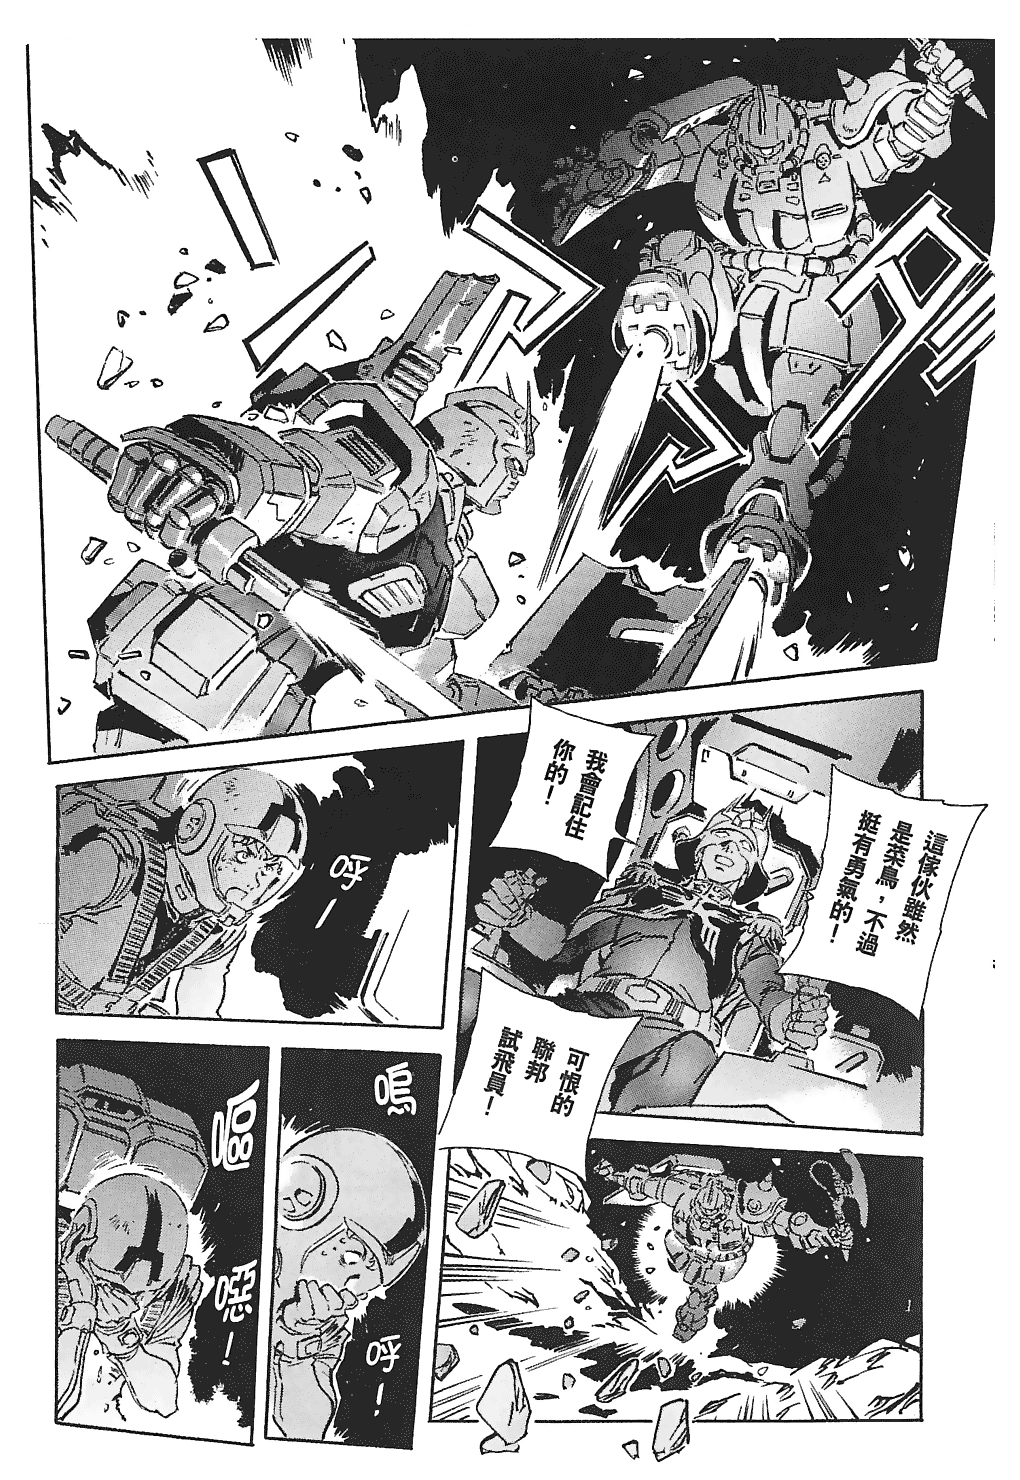 這傢伙雖然
是菜鳥，不過
挺有勇氣的！
我會記住
你的！
可恨的
聯邦
試飛員！
呼－
嗚
呼－！
嘔
噁－！